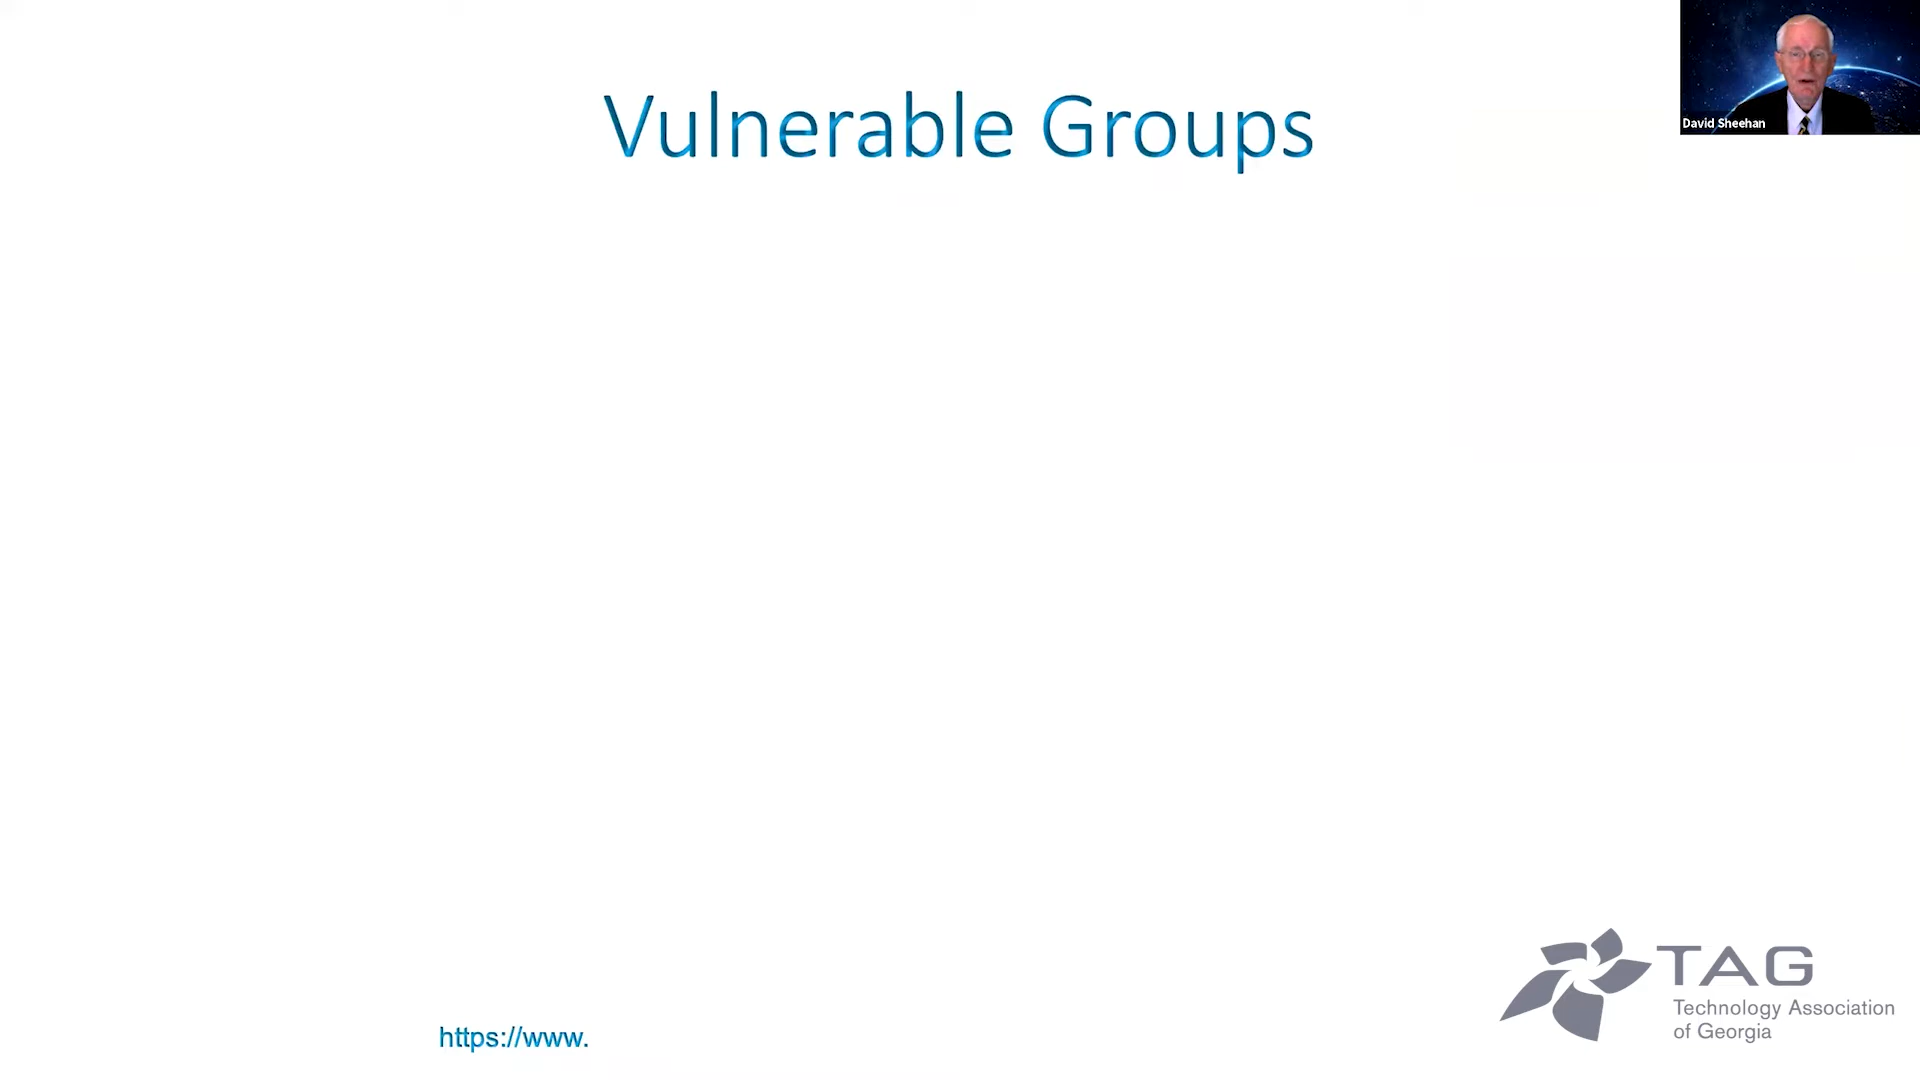 Vulnerable Groups
David Sheehan
TAG
Technology Association
of Georgia
https://www.